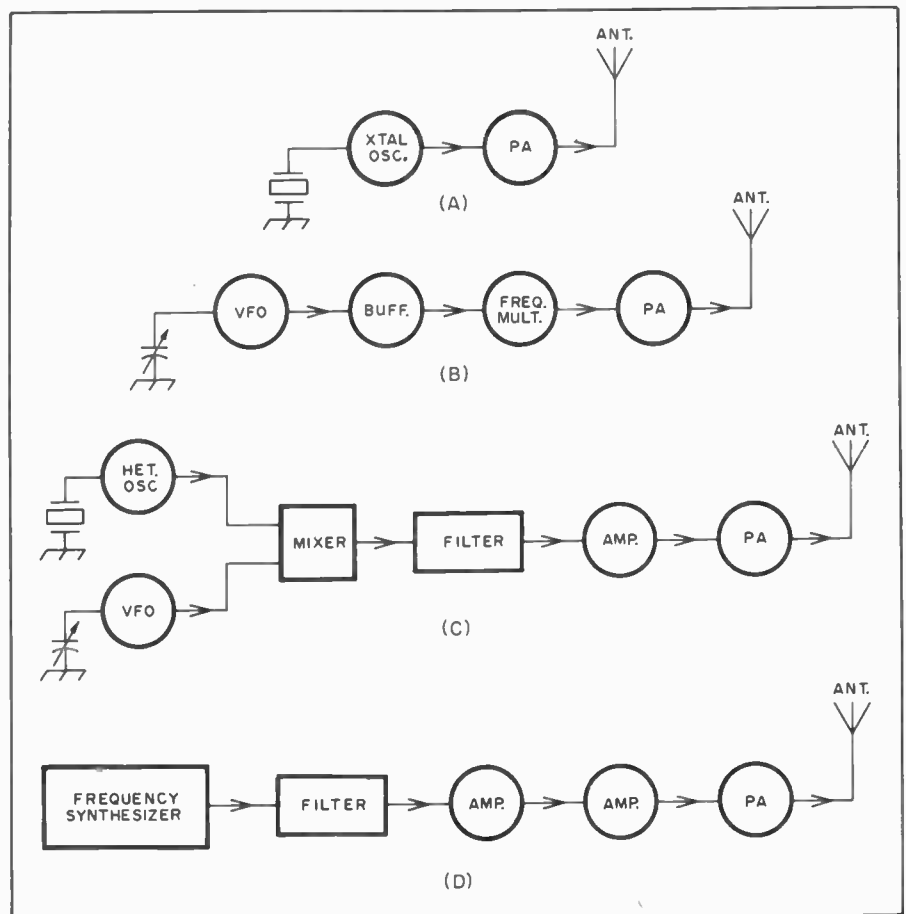 ANT.
XTAL
OSC.
PA
(A)
ANT.
VFO
BUFF.
FREQ.
MULT.
PA
(B)
ANT.
HET.
OSC
MIXER
FILTER
AMP.
PA
VFO
(C)
ANT.
FREQUENCY
SYNTHESIZER
FILTER
AMP.
AMP.
PA
(D)